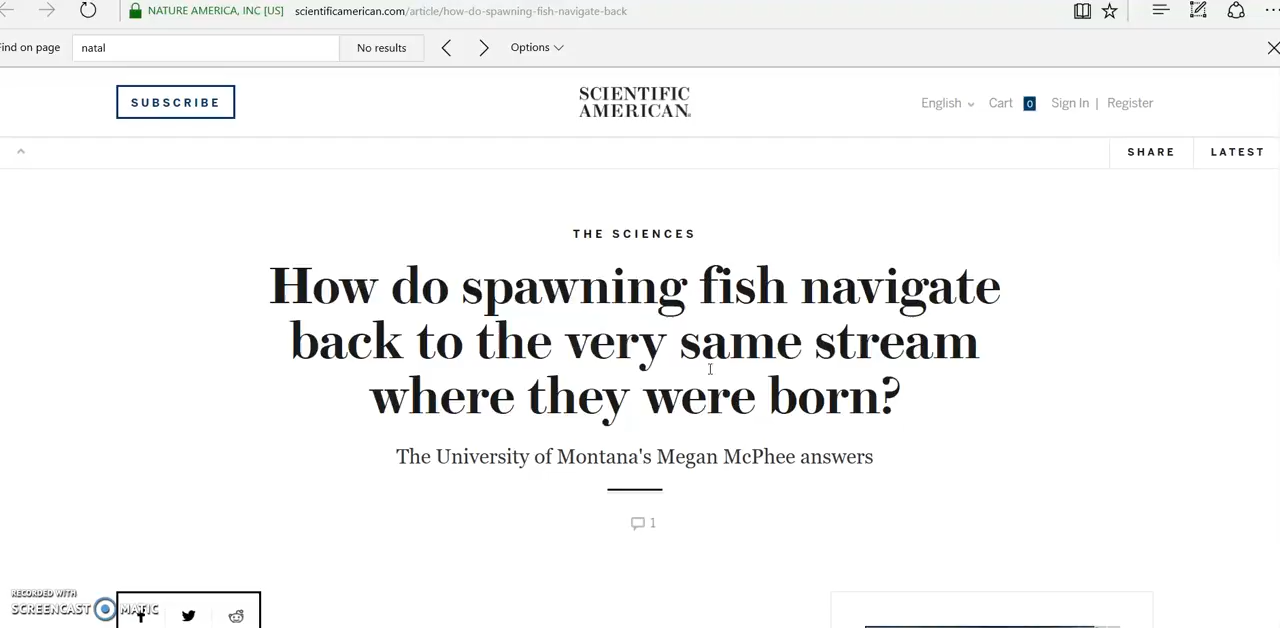 NATURE AMERICA, INC [US] scientificamerican.com/article/how-do-spawning-fish-navigate-back
ind on page natal No results Options
SUBSCRIBE
SCIENTIFIC
AMERICAN
English Cart 0 Sign In | Register
SHARE LATEST
THE SCIENCES
How do spawning fish navigate
back to the very same stream
where they were born?
The University of Montana's Megan McPhee answers
1
RECORDED WITH
SCREENCAST MATIC